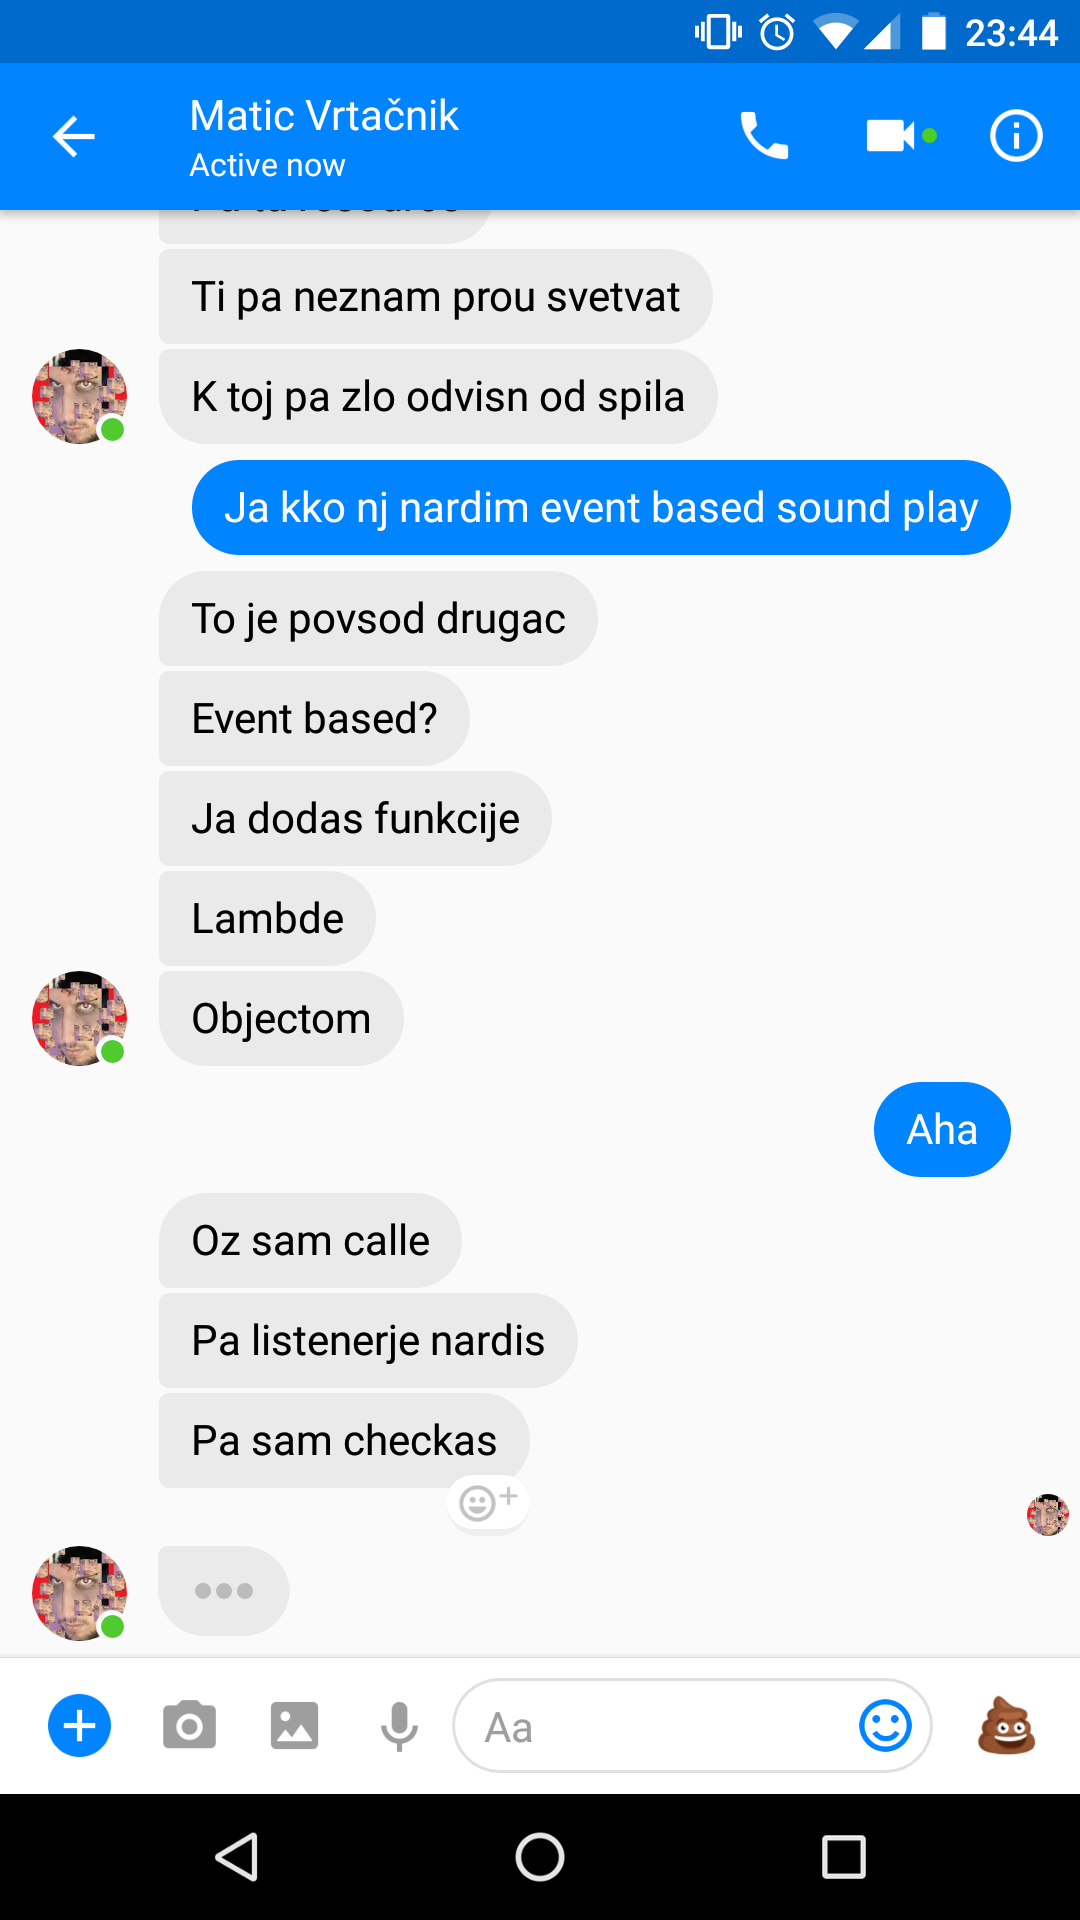 23:44
Matic Vrtačnik
Active now
Ti pa neznam prou svetvat
K toj pa zlo odvisn od spila
Ja kko nj nardim event based sound play
To je povsod drugac
Event based?
Ja dodas funkcije
Lambde
Objectom
Aha
Oz sam calle
Pa listenerje nardis
Pa sam checkas
Aa